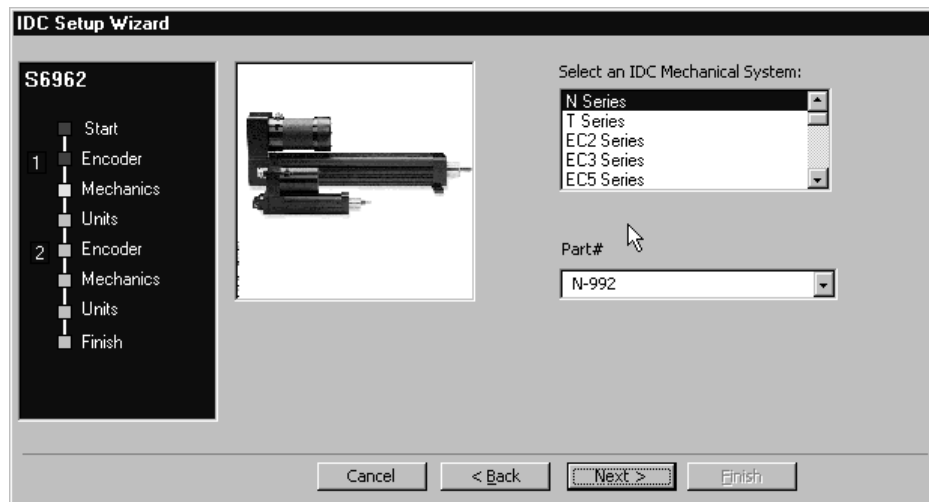 IDC Setup Wizard
S6962
Start
1 Encoder
Mechanics
Units
2 Encoder
Mechanics
Units
Finish
Select an IDC Mechanical System:
N Series
T Series
EC2 Series
EC3 Series
EC5 Series
Part#
N-992
Cancel < Back Next > Finish